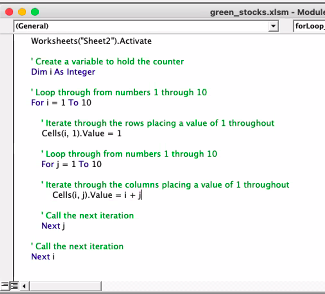 green_stocks.xlsm - Modul
(General)
forLoop_
Worksheets("Sheet2").Activate
' Create a variable to hold the counter
Dim i As Integer
' Loop through from numbers 1 through 10
For i = 1 To 10
' Iterate through the rows placing a value of 1 throughout
Cells(i, 1).Value = 1
' Loop through from numbers 1 through 10
For j = 1 To 10
' Iterate through the columns placing a value of 1 throughout
Cells(i, j).Value = i + j
' Call the next iteration
Next j
' Call the next iteration
Next i